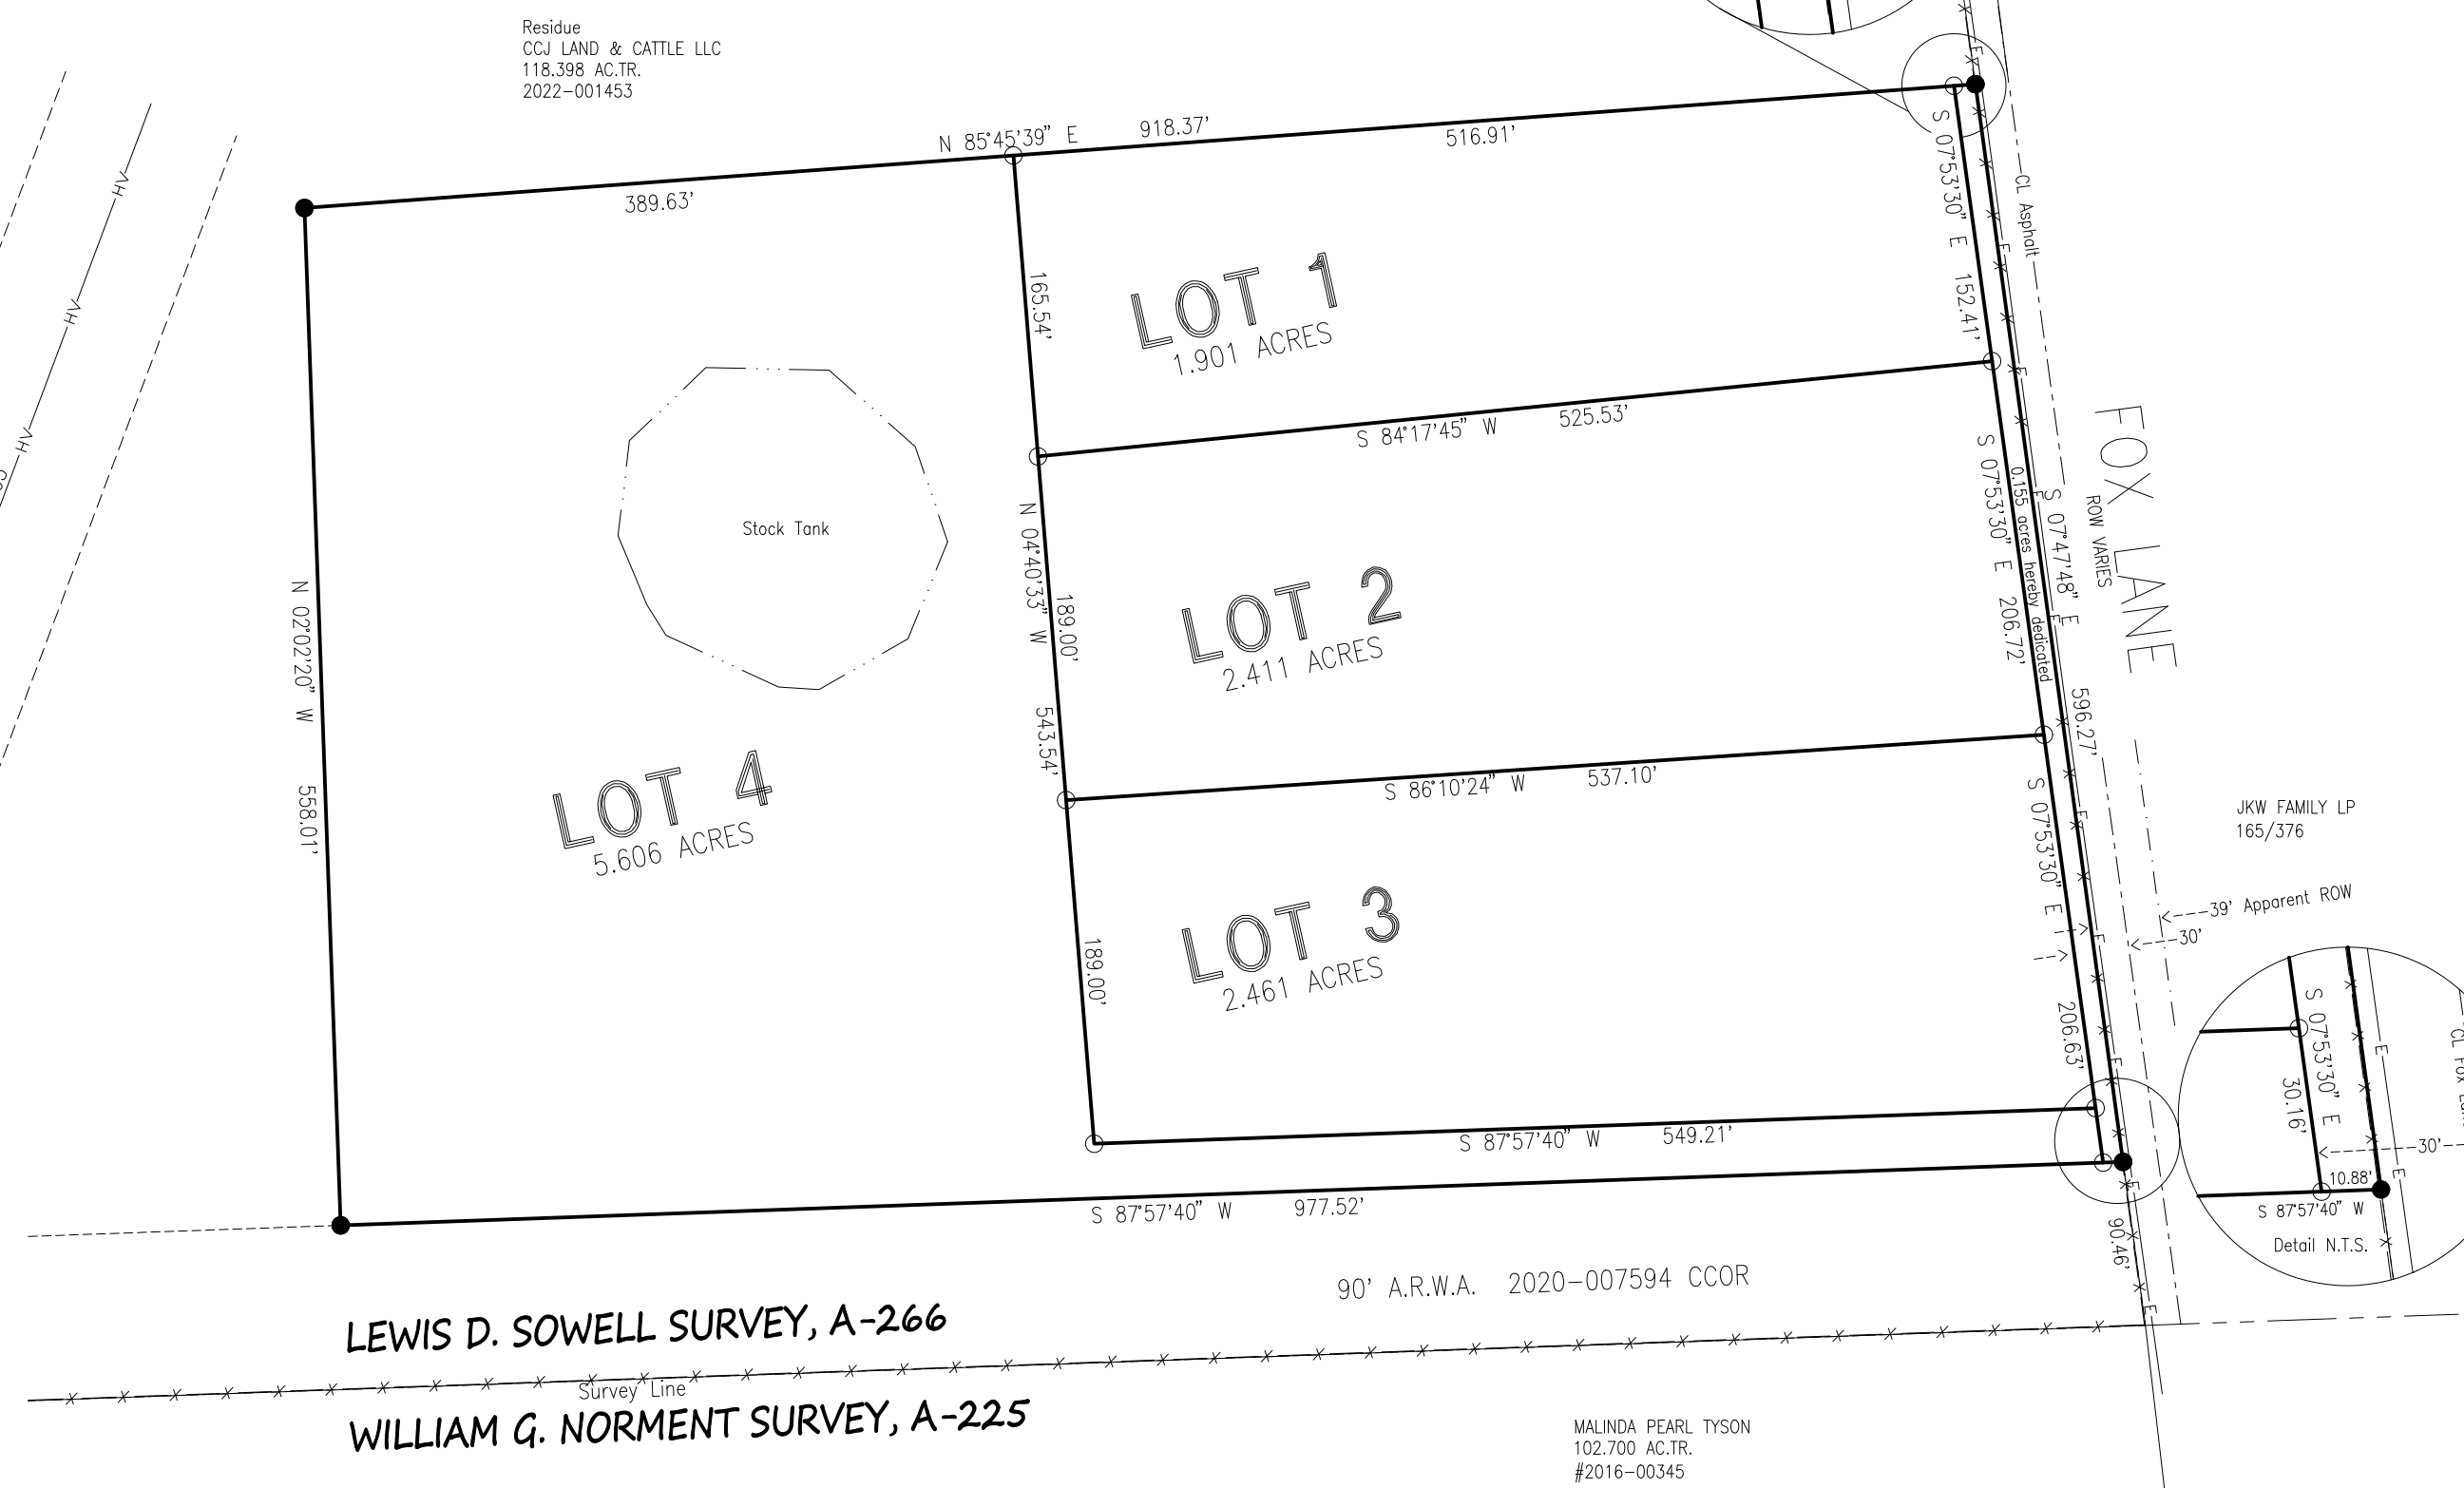 Residue
CCJ LAND & CATTLE LLC
118.398 AC.TR.
2022-001453
N 85°45'39" E 918.37'
516.91'
389.63'
HV
HV
HV
165.54'
LOT 1
1.901 ACRES
S 07°53'30" E 152.41'
CL Asphalt
S 84°17'45" W 525.53'
FOX LANE
ROW VARIES
Stock Tank
N 04°40'33" W 543.54'
189.00'
LOT 2
2.411 ACRES
S 07°53'30" E 206.72'
0.155 acres hereby dedicated
S 07°47'48" E 596.27'
N 02°02'20" W 558.01'
S 86°10'24" W 537.10'
LOT 4
5.606 ACRES
JKW FAMILY LP
165/376
189.00'
LOT 3
2.461 ACRES
S 07°53'30" E 206.63'
39' Apparent ROW
30'
S 07°53'30" E
30.16'
30'
10.88'
S 87°57'40" W
Detail N.T.S.
S 87°57'40" W 549.21'
S 87°57'40" W 977.52'
90.46'
90' A.R.W.A. 2020-007594 CCOR
LEWIS D. SOWELL SURVEY, A-266
Survey Line
WILLIAM G. NORMENT SURVEY, A-225
MALINDA PEARL TYSON
102.700 AC.TR.
#2016-00345